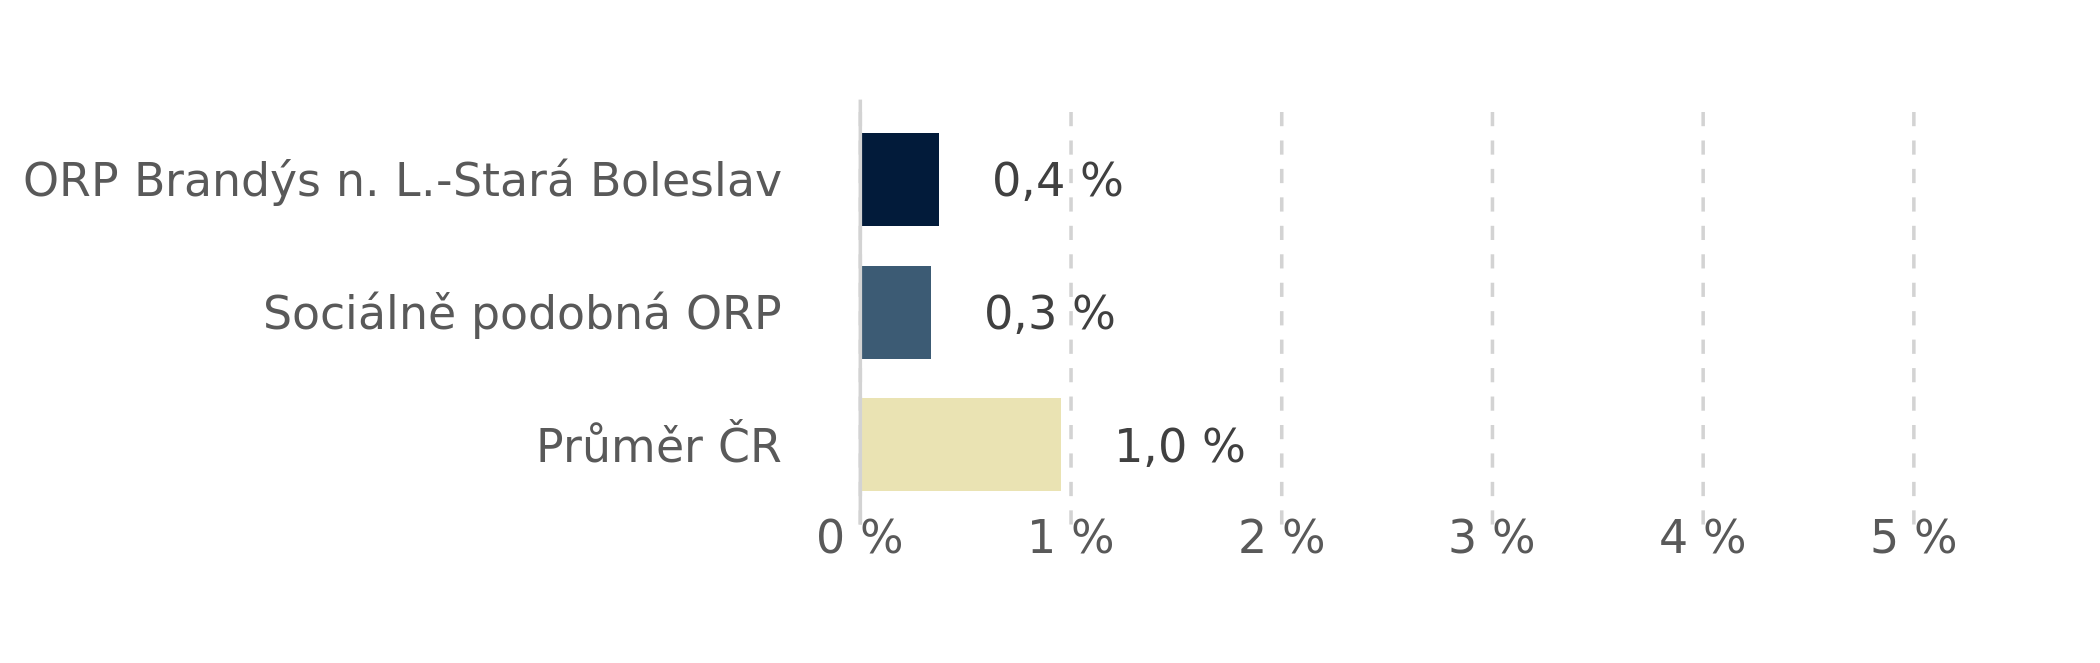 ORP Brandýs n. L.-Stará Boleslav 0,4 %
Sociálně podobná ORP 0,3 %
Průměr ČR 1,0 %
0 % 1 % 2 % 3 % 4 % 5 %